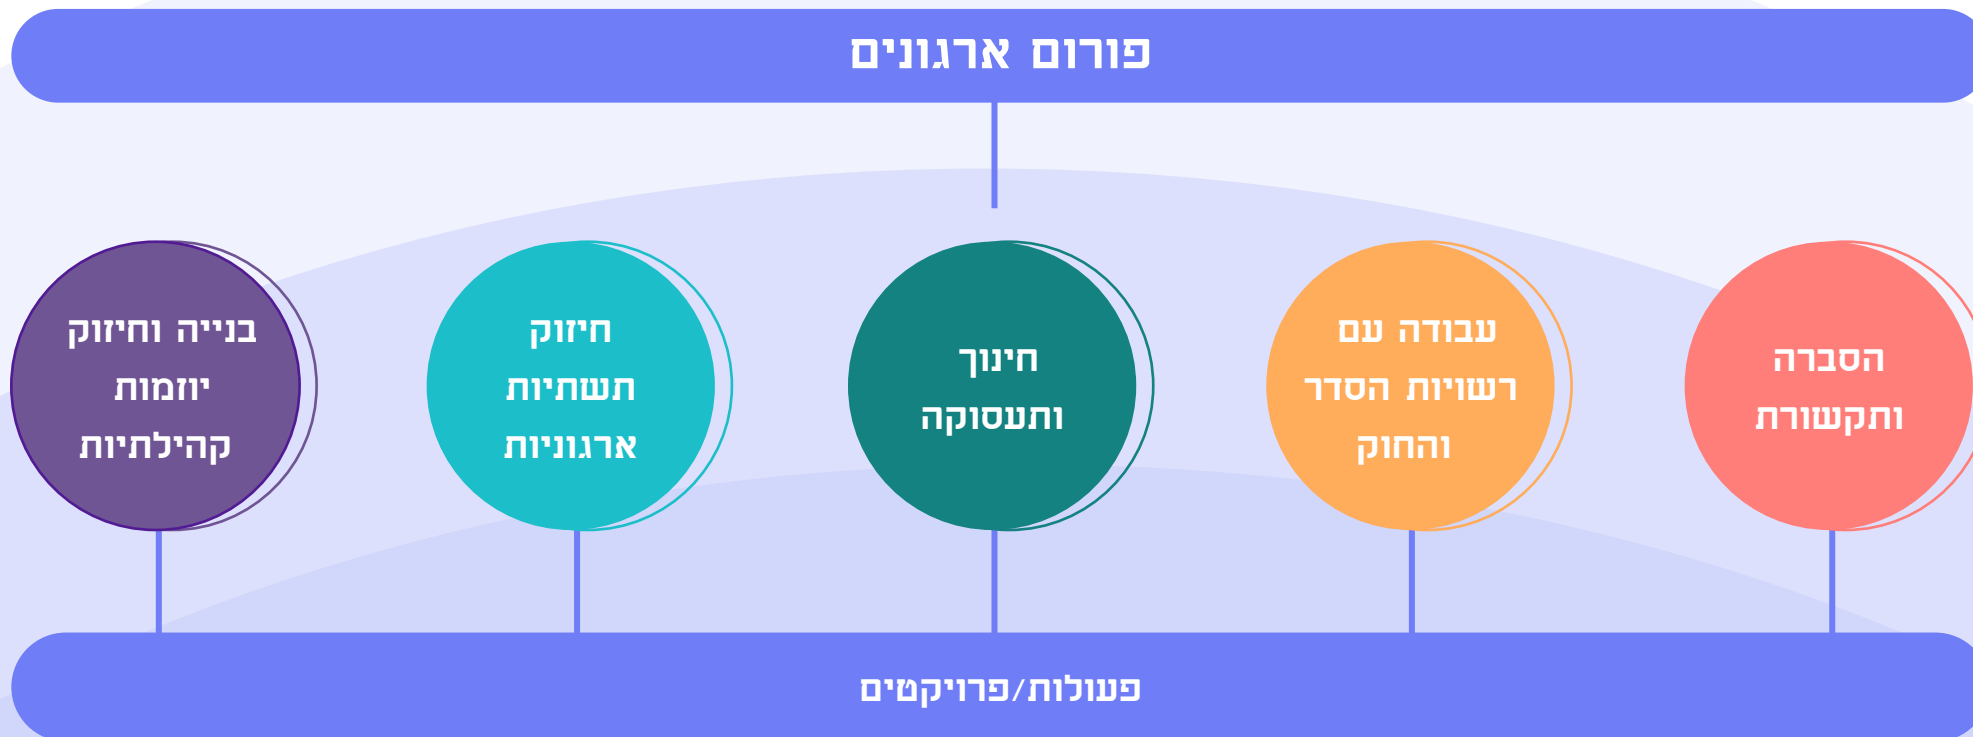 פורום ארגונים
הסברה
ותקשורת
עבודה עם
רשויות הסדר
והחוק
חינוך
ותעסוקה
חיזוק
תשתיות
ארגוניות
בנייה וחיזוק
יוזמות
קהילתיות
פעולות/פרויקטים